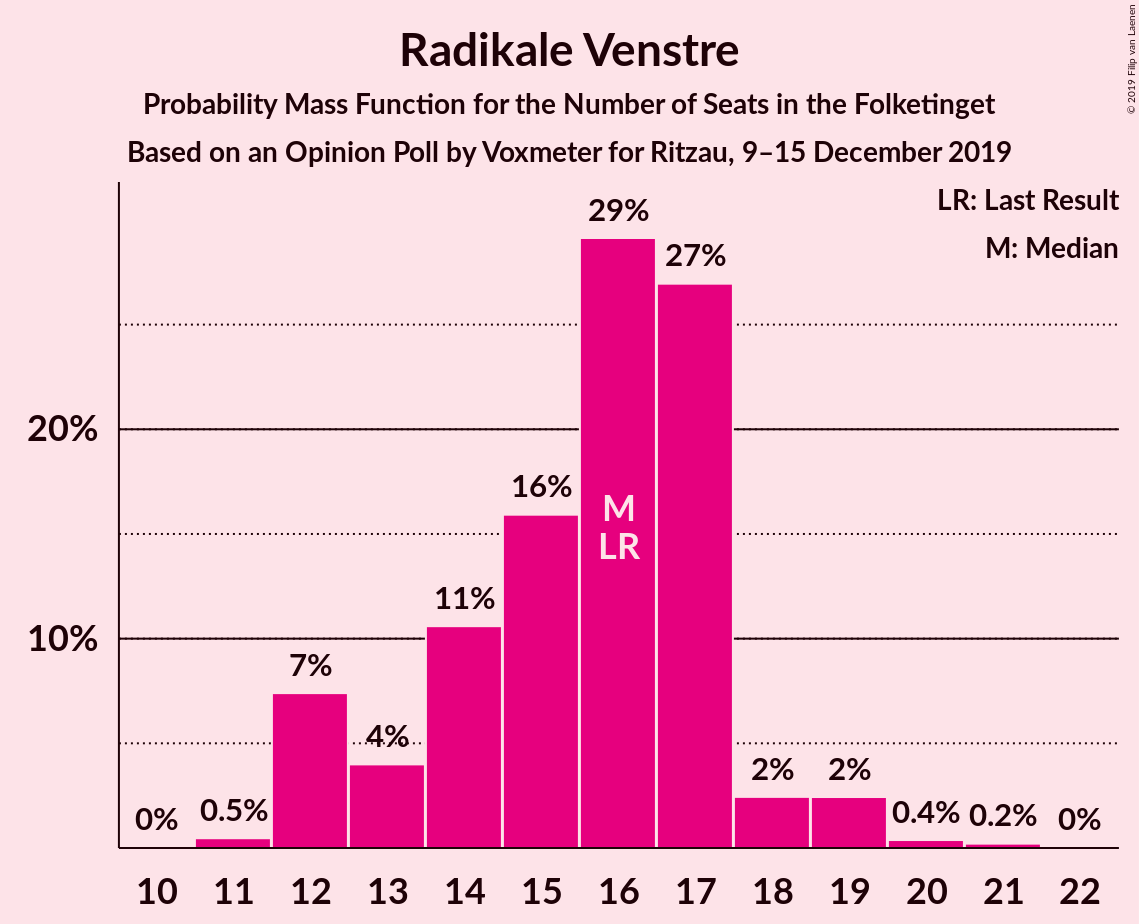 Radikale Venstre
Probability Mass Function for the Number of Seats in the Folketinget
Based on an Opinion Poll by Voxmeter for Ritzau, 9–15 December 2019
© 2019 Filip van Laenen
LR: Last Result
M: Median
29%
27%
20%
16%
M
LR
11%
10%
7%
4%
2%
2%
0%
0.5%
0.4%
0.2%
0%
10 11 12 13 14 15 16 17 18 19 20 21 22